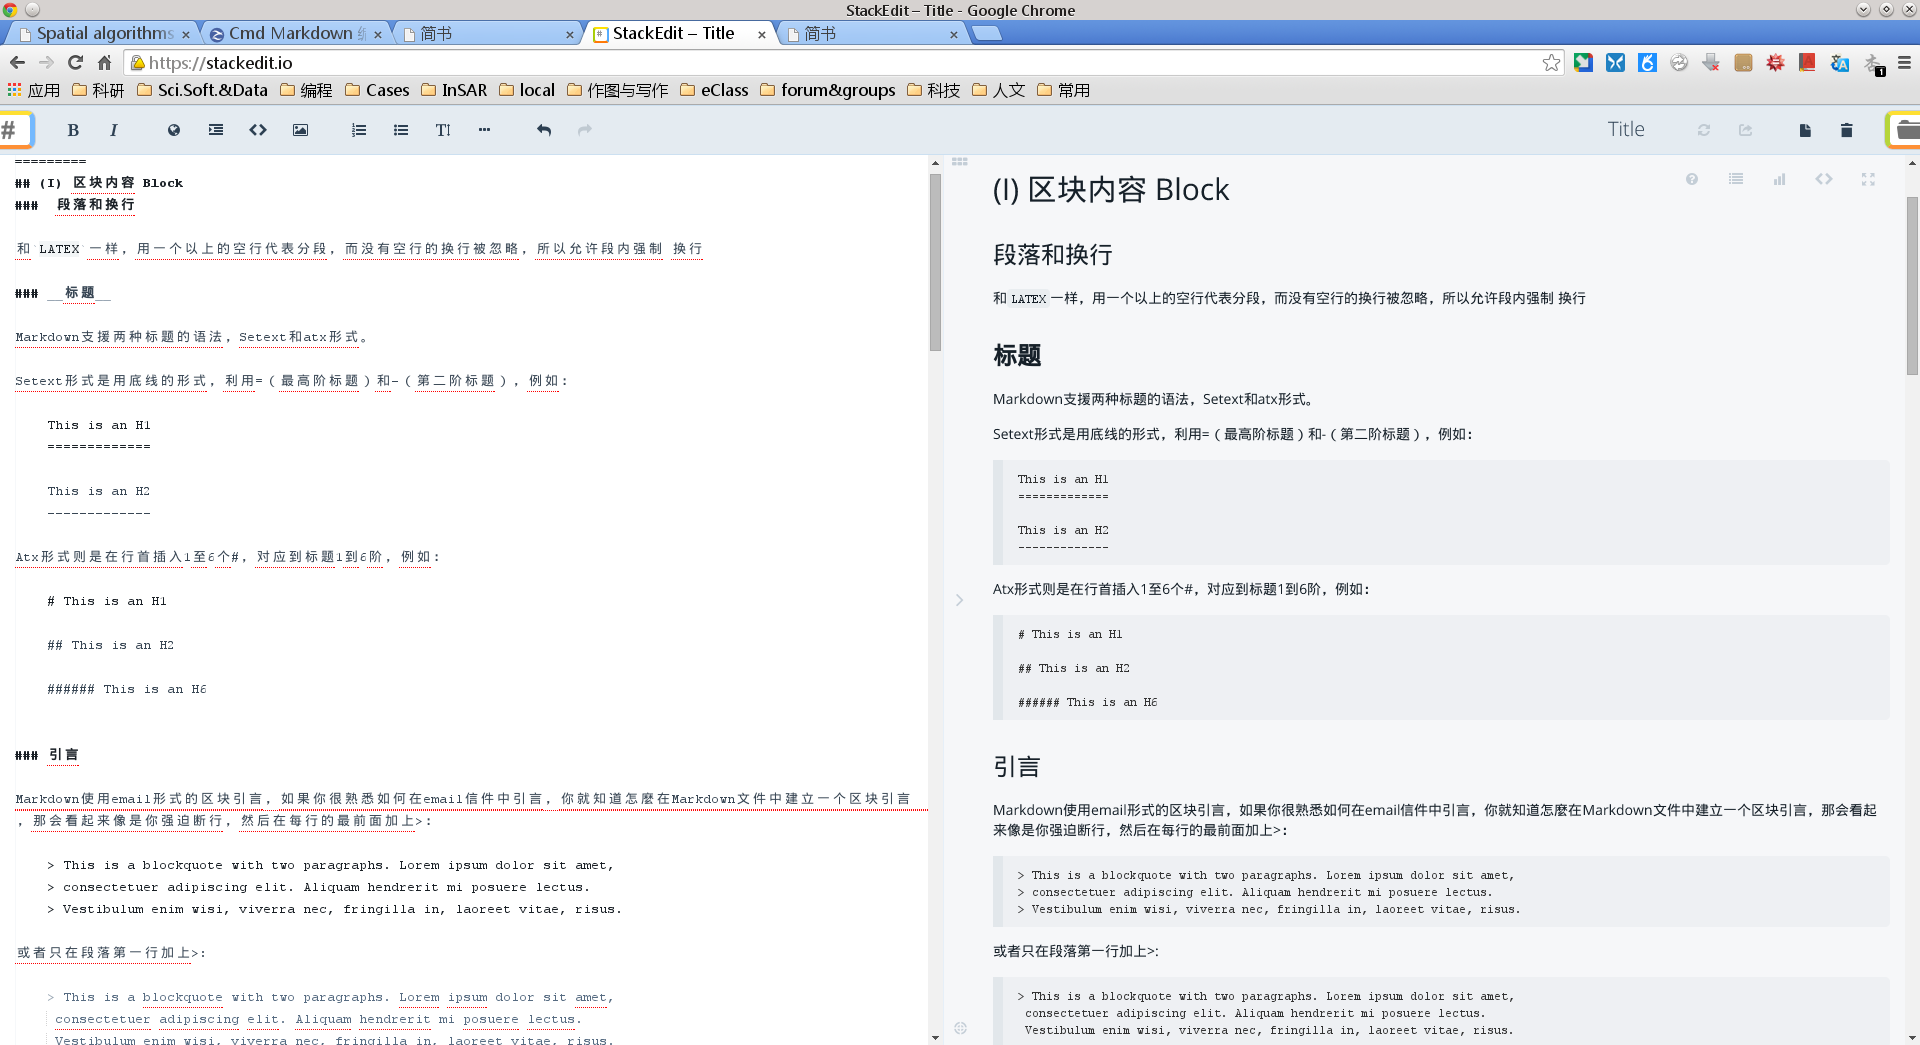 StackEdit – Title - Google Chrome
Spatial algorithms
Cmd Markdown
简书
StackEdit – Title
简书
https://stackedit.io
应用
科研
Sci.Soft.&Data
编程
Cases
InSAR
local
作图与写作
eClass
forum&groups
科技
人文
常用
1
#
B
I
Title
=========
## (I) 区块内容 Block
### 段落和换行
和`LATEX`一样，用一个以上的空行代表分段，而没有空行的换行被忽略，所以允许段内强制 换行
### __标题__
Markdown支援两种标题的语法，Setext和atx形式。
Setext形式是用底线的形式，利用=（最高阶标题）和-（第二阶标题），例如：
This is an H1
=============
This is an H2
-------------
Atx形式则是在行首插入1至6个#，对应到标题1到6阶，例如：
# This is an H1
## This is an H2
###### This is an H6
### 引言
Markdown使用email形式的区块引言，如果你很熟悉如何在email信件中引言，你就知道怎麼在Markdown文件中建立一个区块引言
，那会看起来像是你强迫断行，然后在每行的最前面加上>：
> This is a blockquote with two paragraphs. Lorem ipsum dolor sit amet,
> consectetuer adipiscing elit. Aliquam hendrerit mi posuere lectus.
> Vestibulum enim wisi, viverra nec, fringilla in, laoreet vitae, risus.
或者只在段落第一行加上>：
> This is a blockquote with two paragraphs. Lorem ipsum dolor sit amet,
consectetuer adipiscing elit. Aliquam hendrerit mi posuere lectus.
Vestibulum enim wisi, viverra nec, fringilla in, laoreet vitae, risus.
(I) 区块内容 Block
段落和换行
和 LATEX 一样，用一个以上的空行代表分段，而没有空行的换行被忽略，所以允许段内强制 换行
标题
Markdown支援两种标题的语法，Setext和atx形式。
Setext形式是用底线的形式，利用=（最高阶标题）和-（第二阶标题），例如：
This is an H1
=============
This is an H2
-------------
Atx形式则是在行首插入1至6个#，对应到标题1到6阶，例如：
# This is an H1
## This is an H2
###### This is an H6
引言
Markdown使用email形式的区块引言，如果你很熟悉如何在email信件中引言，你就知道怎麼在Markdown文件中建立一个区块引言，那会看起
来像是你强迫断行，然后在每行的最前面加上>：
> This is a blockquote with two paragraphs. Lorem ipsum dolor sit amet,
> consectetuer adipiscing elit. Aliquam hendrerit mi posuere lectus.
> Vestibulum enim wisi, viverra nec, fringilla in, laoreet vitae, risus.
或者只在段落第一行加上>：
> This is a blockquote with two paragraphs. Lorem ipsum dolor sit amet,
consectetuer adipiscing elit. Aliquam hendrerit mi posuere lectus.
Vestibulum enim wisi, viverra nec, fringilla in, laoreet vitae, risus.